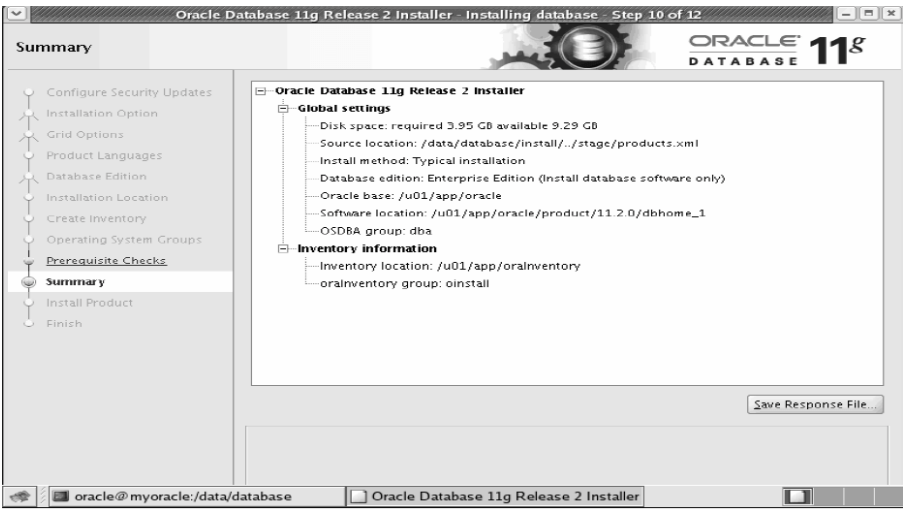 Oracle Database 11g Release 2 Installer - Installing database - Step 10 of 12
Summary
ORACLE
DATABASE 11g
Configure Security Updates
Installation Option
Grid Options
Product Languages
Database Edition
Installation Location
Create Inventory
Operating System Groups
Prerequisite Checks
Summary
Install Product
Finish
Oracle Database 11g Release 2 Installer
Global settings
Disk space: required 3.95 GB available 9.29 GB
Source location: /data/database/install/../stage/products.xml
Install method: Typical installation
Database edition: Enterprise Edition (Install database software only)
Oracle base: /u01/app/oracle
Software location: /u01/app/oracle/product/11.2.0/dbhome_1
OSDBA group: dba
Inventory information
Inventory location: /u01/app/oraInventory
oraInventory group: oinstall
Save Response File...
oracle@myoracle:/data/database
Oracle Database 11g Release 2 Installer